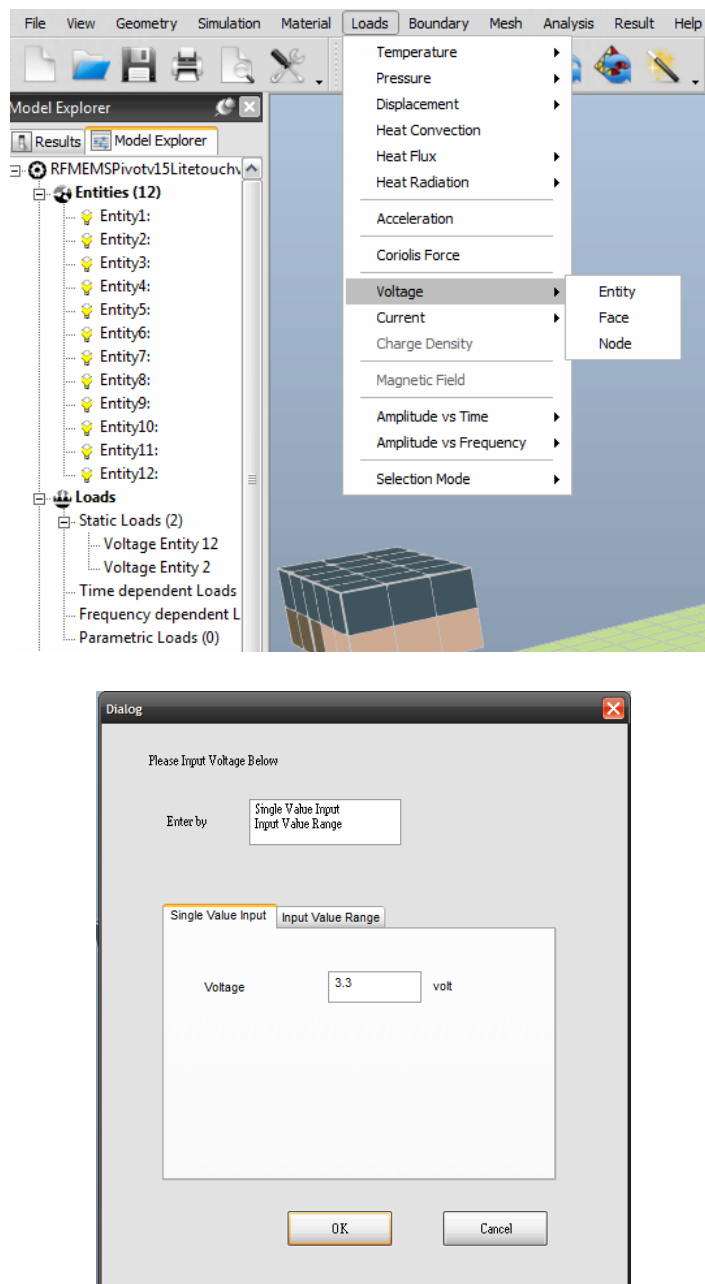 File View Geometry Simulation Material Loads Boundary Mesh Analysis Result Help
Model Explorer
Results Model Explorer
RFMEMSPivotv15Litetouchv
Entities (12)
Entity1:
Entity2:
Entity3:
Entity4:
Entity5:
Entity6:
Entity7:
Entity8:
Entity9:
Entity10:
Entity11:
Entity12:
Loads
Static Loads (2)
Voltage Entity 12
Voltage Entity 2
Time dependent Loads
Frequency dependent L
Parametric Loads (0)
Temperature
Pressure
Displacement
Heat Convection
Heat Flux
Heat Radiation
Acceleration
Coriolis Force
Voltage
Current
Charge Density
Magnetic Field
Amplitude vs Time
Amplitude vs Frequency
Selection Mode
Entity
Face
Node
Dialog
Please Input Voltage Below
Enter by
Single Value Input
Input Value Range
Single Value Input Input Value Range
Voltage 3.3 volt
OK Cancel